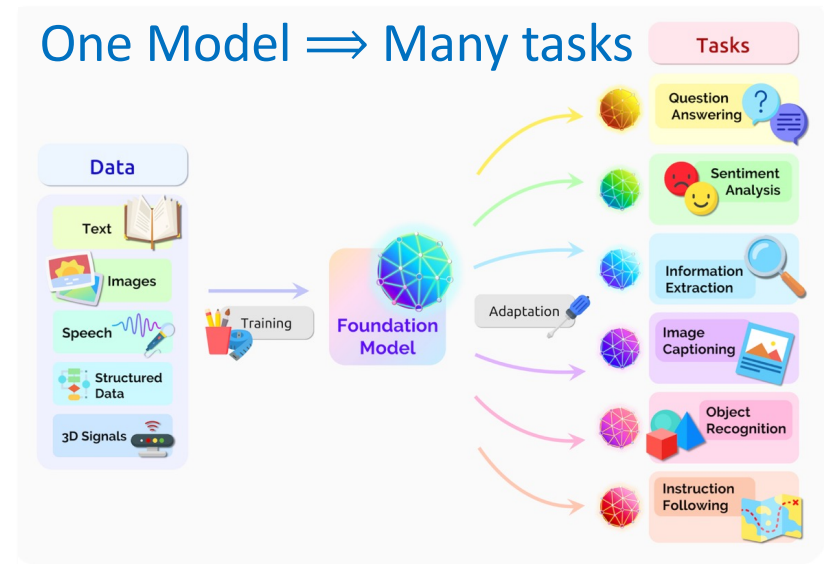 One Model ⟹ Many tasks
Data
Text
Images
Speech
Structured
Data
3D Signals
Training
Foundation
Model
Adaptation
Tasks
Question
Answering
?
Sentiment
Analysis
Information
Extraction
Image
Captioning
Object
Recognition
Instruction
Following